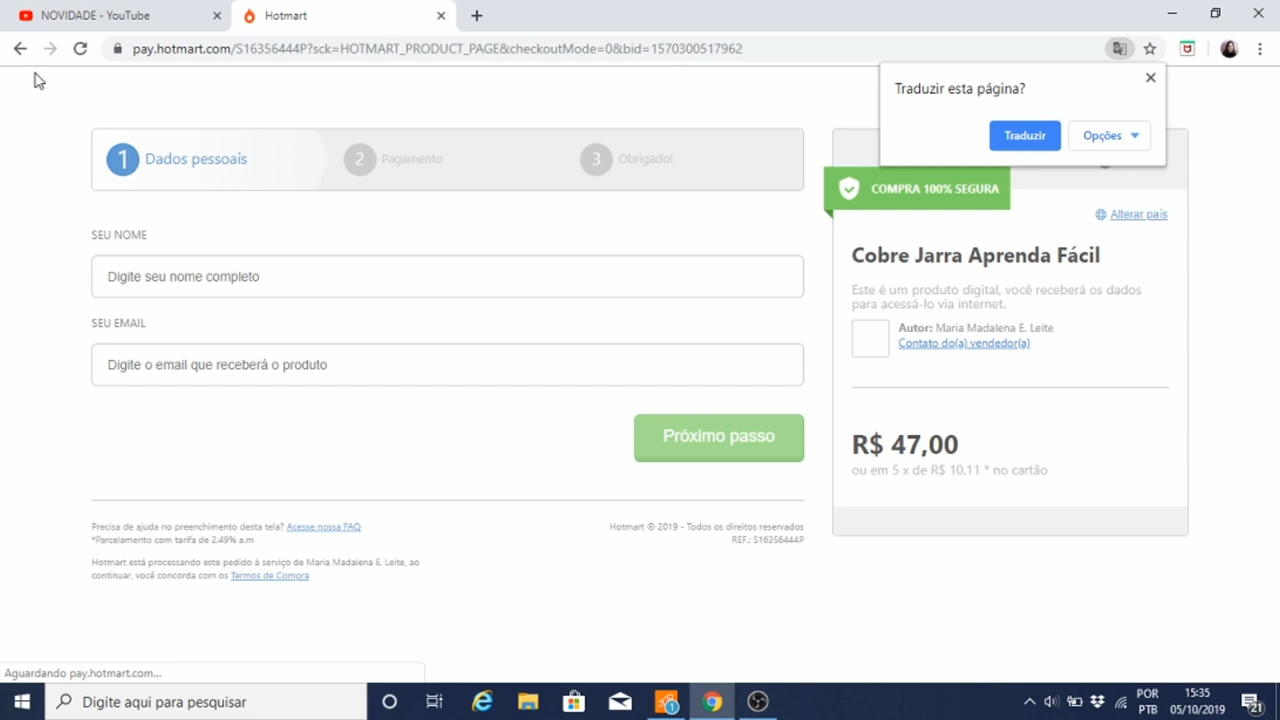 NOVIDADE - YouTube
Hotmart
pay.hotmart.com/S16356444P?sck=HOTMART_PRODUCT_PAGE&checkoutMode=0&bid=1570300517962
Traduzir esta página?
Traduzir
Opções
1 Dados pessoais
2 Pagamento
3 Obrigado!
COMPRA 100% SEGURA
Alterar país
SEU NOME
Digite seu nome completo
SEU EMAIL
Digite o email que receberá o produto
Próximo passo
Cobre Jarra Aprenda Fácil
Este é um produto digital, você receberá os dados
para acessá-lo via internet.
Autor: Maria Madalena E. Leite
Contato do(a) vendedor(a)
R$ 47,00
ou em 5 x de R$ 10,11 * no cartão
Precisa de ajuda no preenchimento desta tela? Acesse nossa FAQ
*Parcelamento com tarifa de 2.49% a.m
Hotmart está processando este pedido à serviço de Maria Madalena E. Leite, ao
continuar, você concorda com os Termos de Compra
Hotmart © 2019 - Todos os direitos reservados
REF.: S16356444P
Aguardando pay.hotmart.com...
Digite aqui para pesquisar
1
POR
PTB
15:35
05/10/2019
21